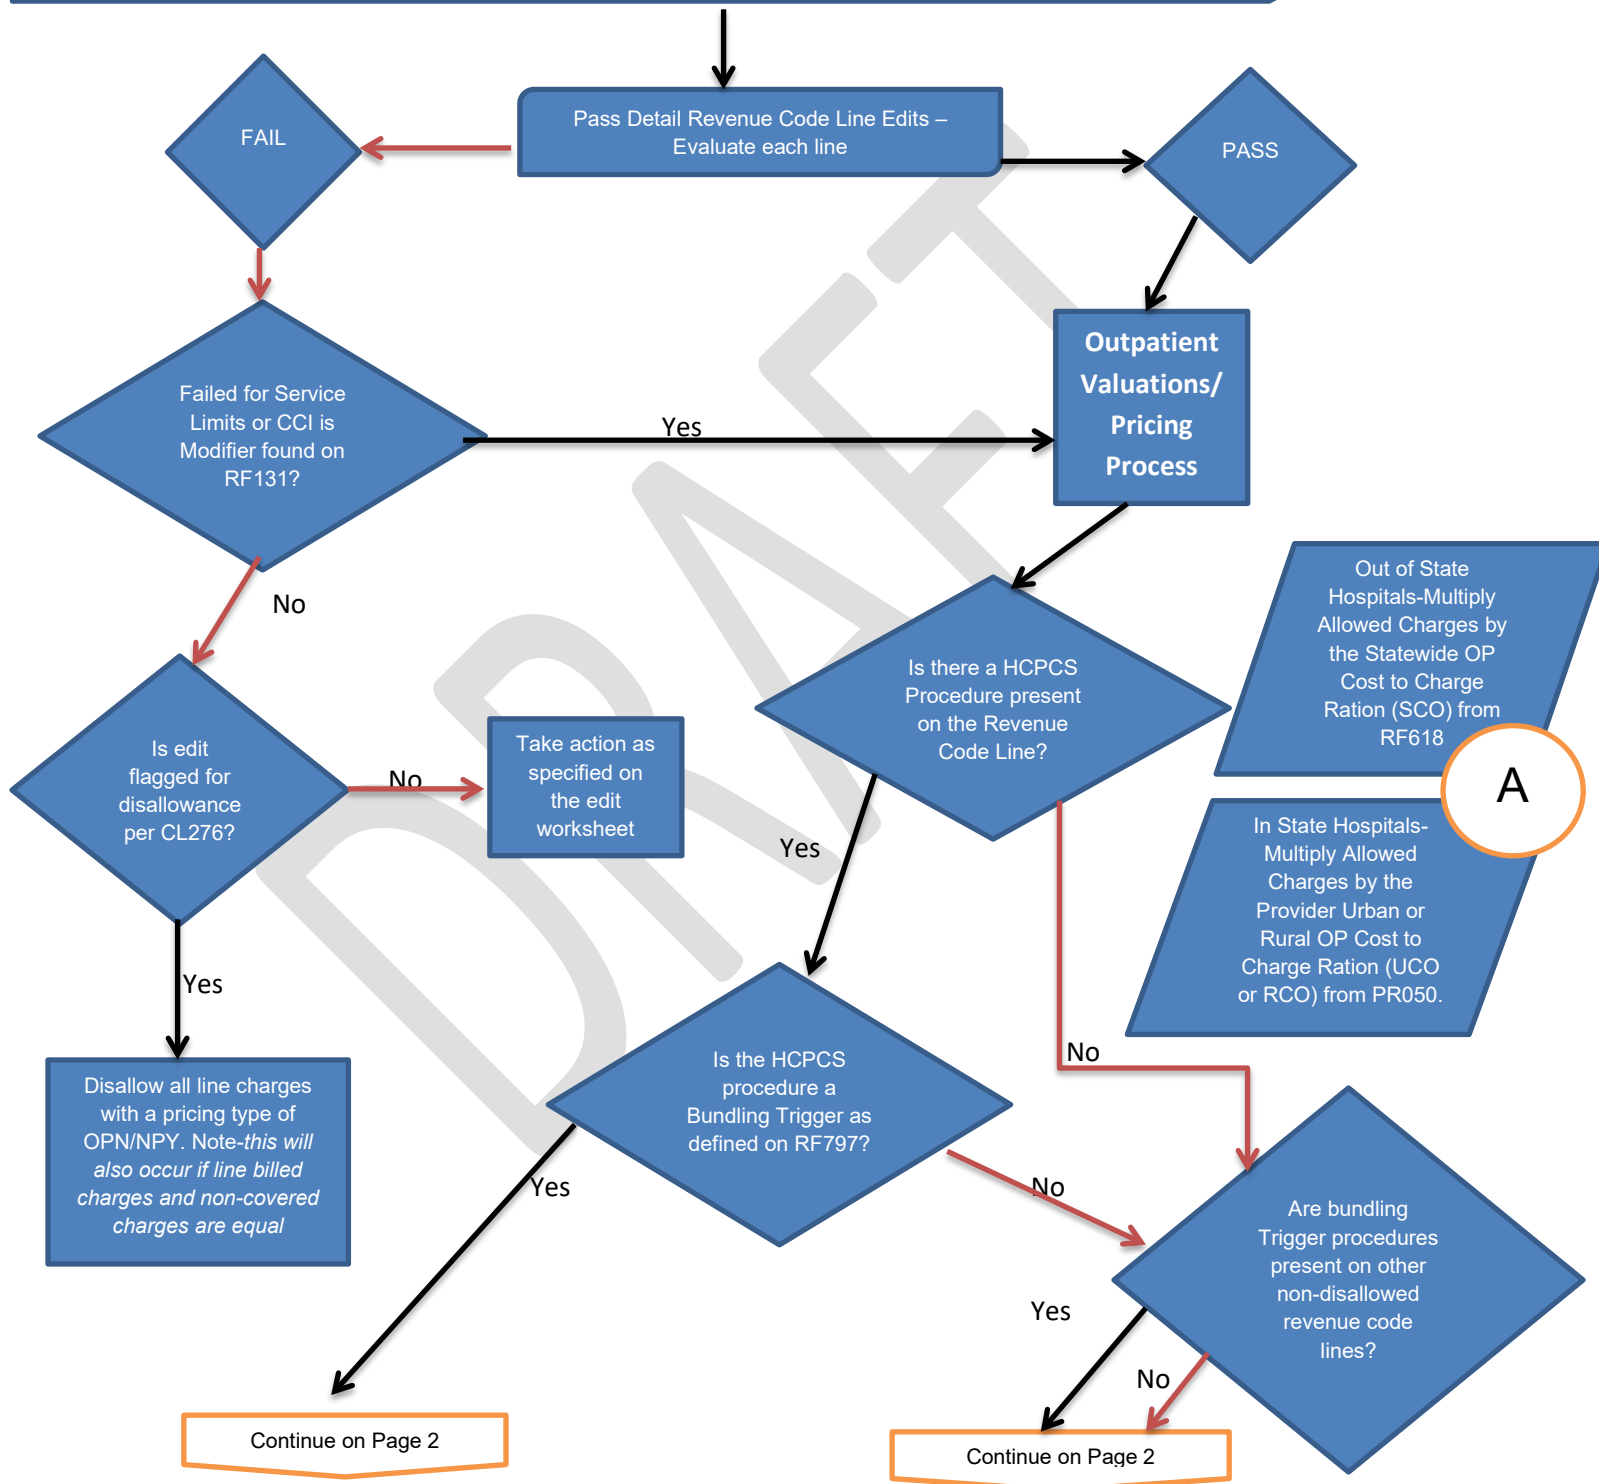 Pass Detail Revenue Code Line Edits –
Evaluate each line
FAIL
PASS
Outpatient
Valuations/
Pricing
Process
Failed for Service
Limits or CCI is
Modifier found on
RF131?
Yes
No
Out of State
Hospitals-Multiply
Allowed Charges by
the Statewide OP
Cost to Charge
Ration (SCO) from
RF618
Is there a HCPCS
Procedure present
on the Revenue
Code Line?
Is edit
flagged for
disallowance
per CL276?
No
Take action as
specified on
the edit
worksheet
A
Yes
In State Hospitals-
Multiply Allowed
Charges by the
Provider Urban or
Rural OP Cost to
Charge Ration (UCO
or RCO) from PR050.
Yes
No
Disallow all line charges
with a pricing type of
OPN/NPY. Note-this will
also occur if line billed
charges and non-covered
charges are equal
Is the HCPCS
procedure a
Bundling Trigger as
defined on RF797?
Yes
No
Are bundling
Trigger procedures
present on other
non-disallowed
revenue code
lines?
Yes
No
Continue on Page 2
Continue on Page 2
DRAFT